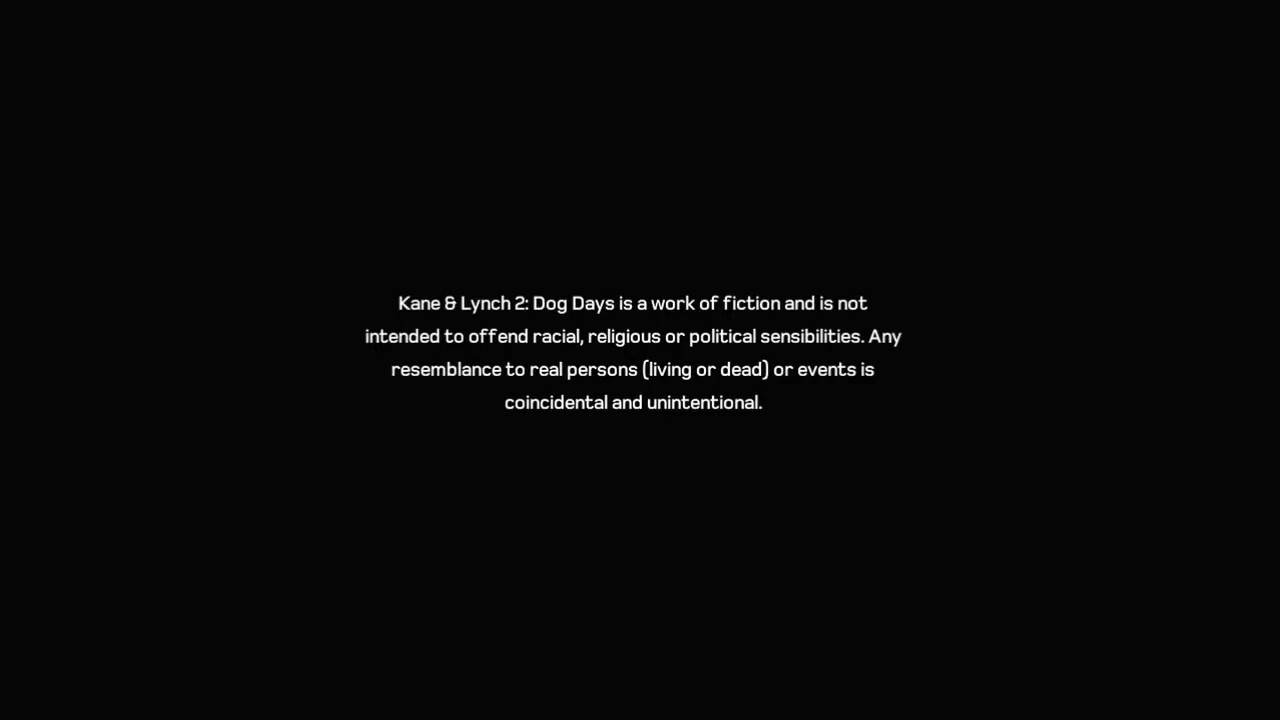 Kane & Lynch 2: Dog Days is a work of fiction and is not
intended to offend racial, religious or political sensibilities. Any
resemblance to real persons (living or dead) or events is
coincidental and unintentional.